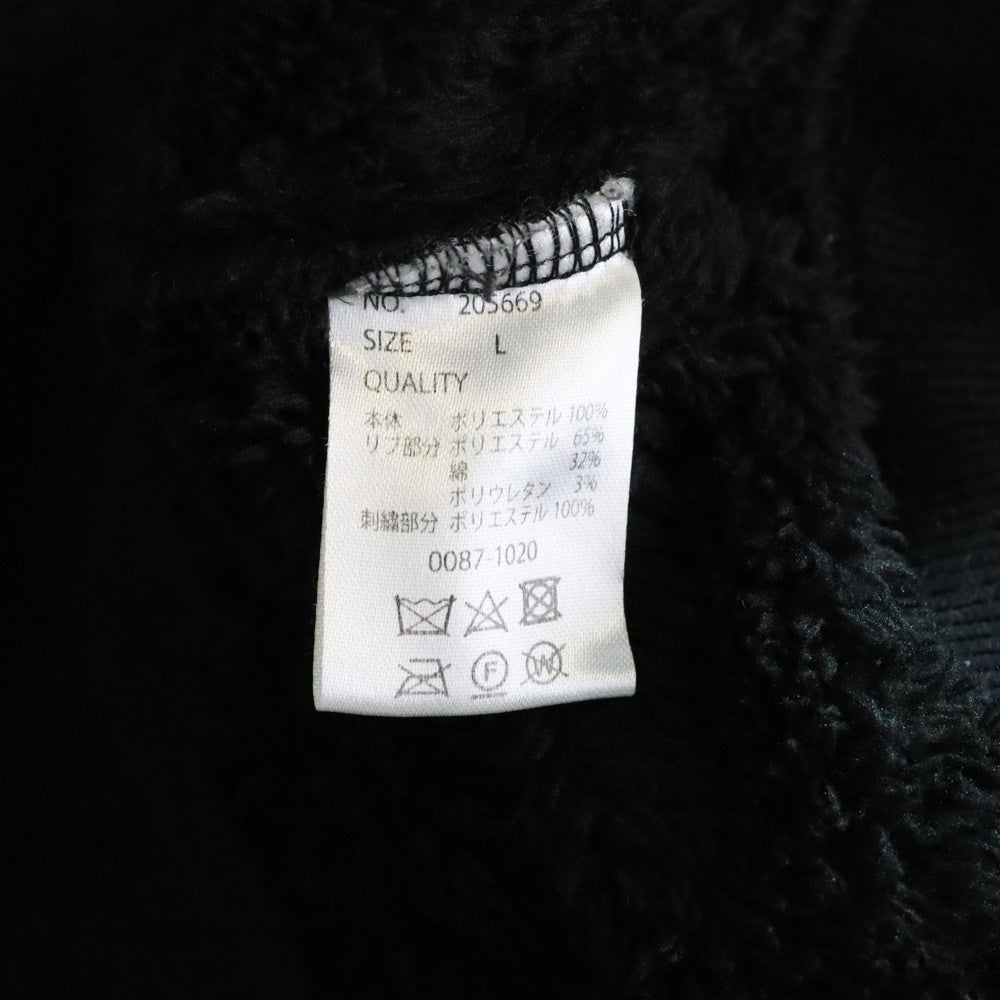 NO. 205669
SIZE L
QUALITY
本体 ポリエステル 100%
リブ部分 ポリエステル 65%
綿 32%
ポリウレタン 3%
刺繍部分 ポリエステル 100%
0087-1020
F W